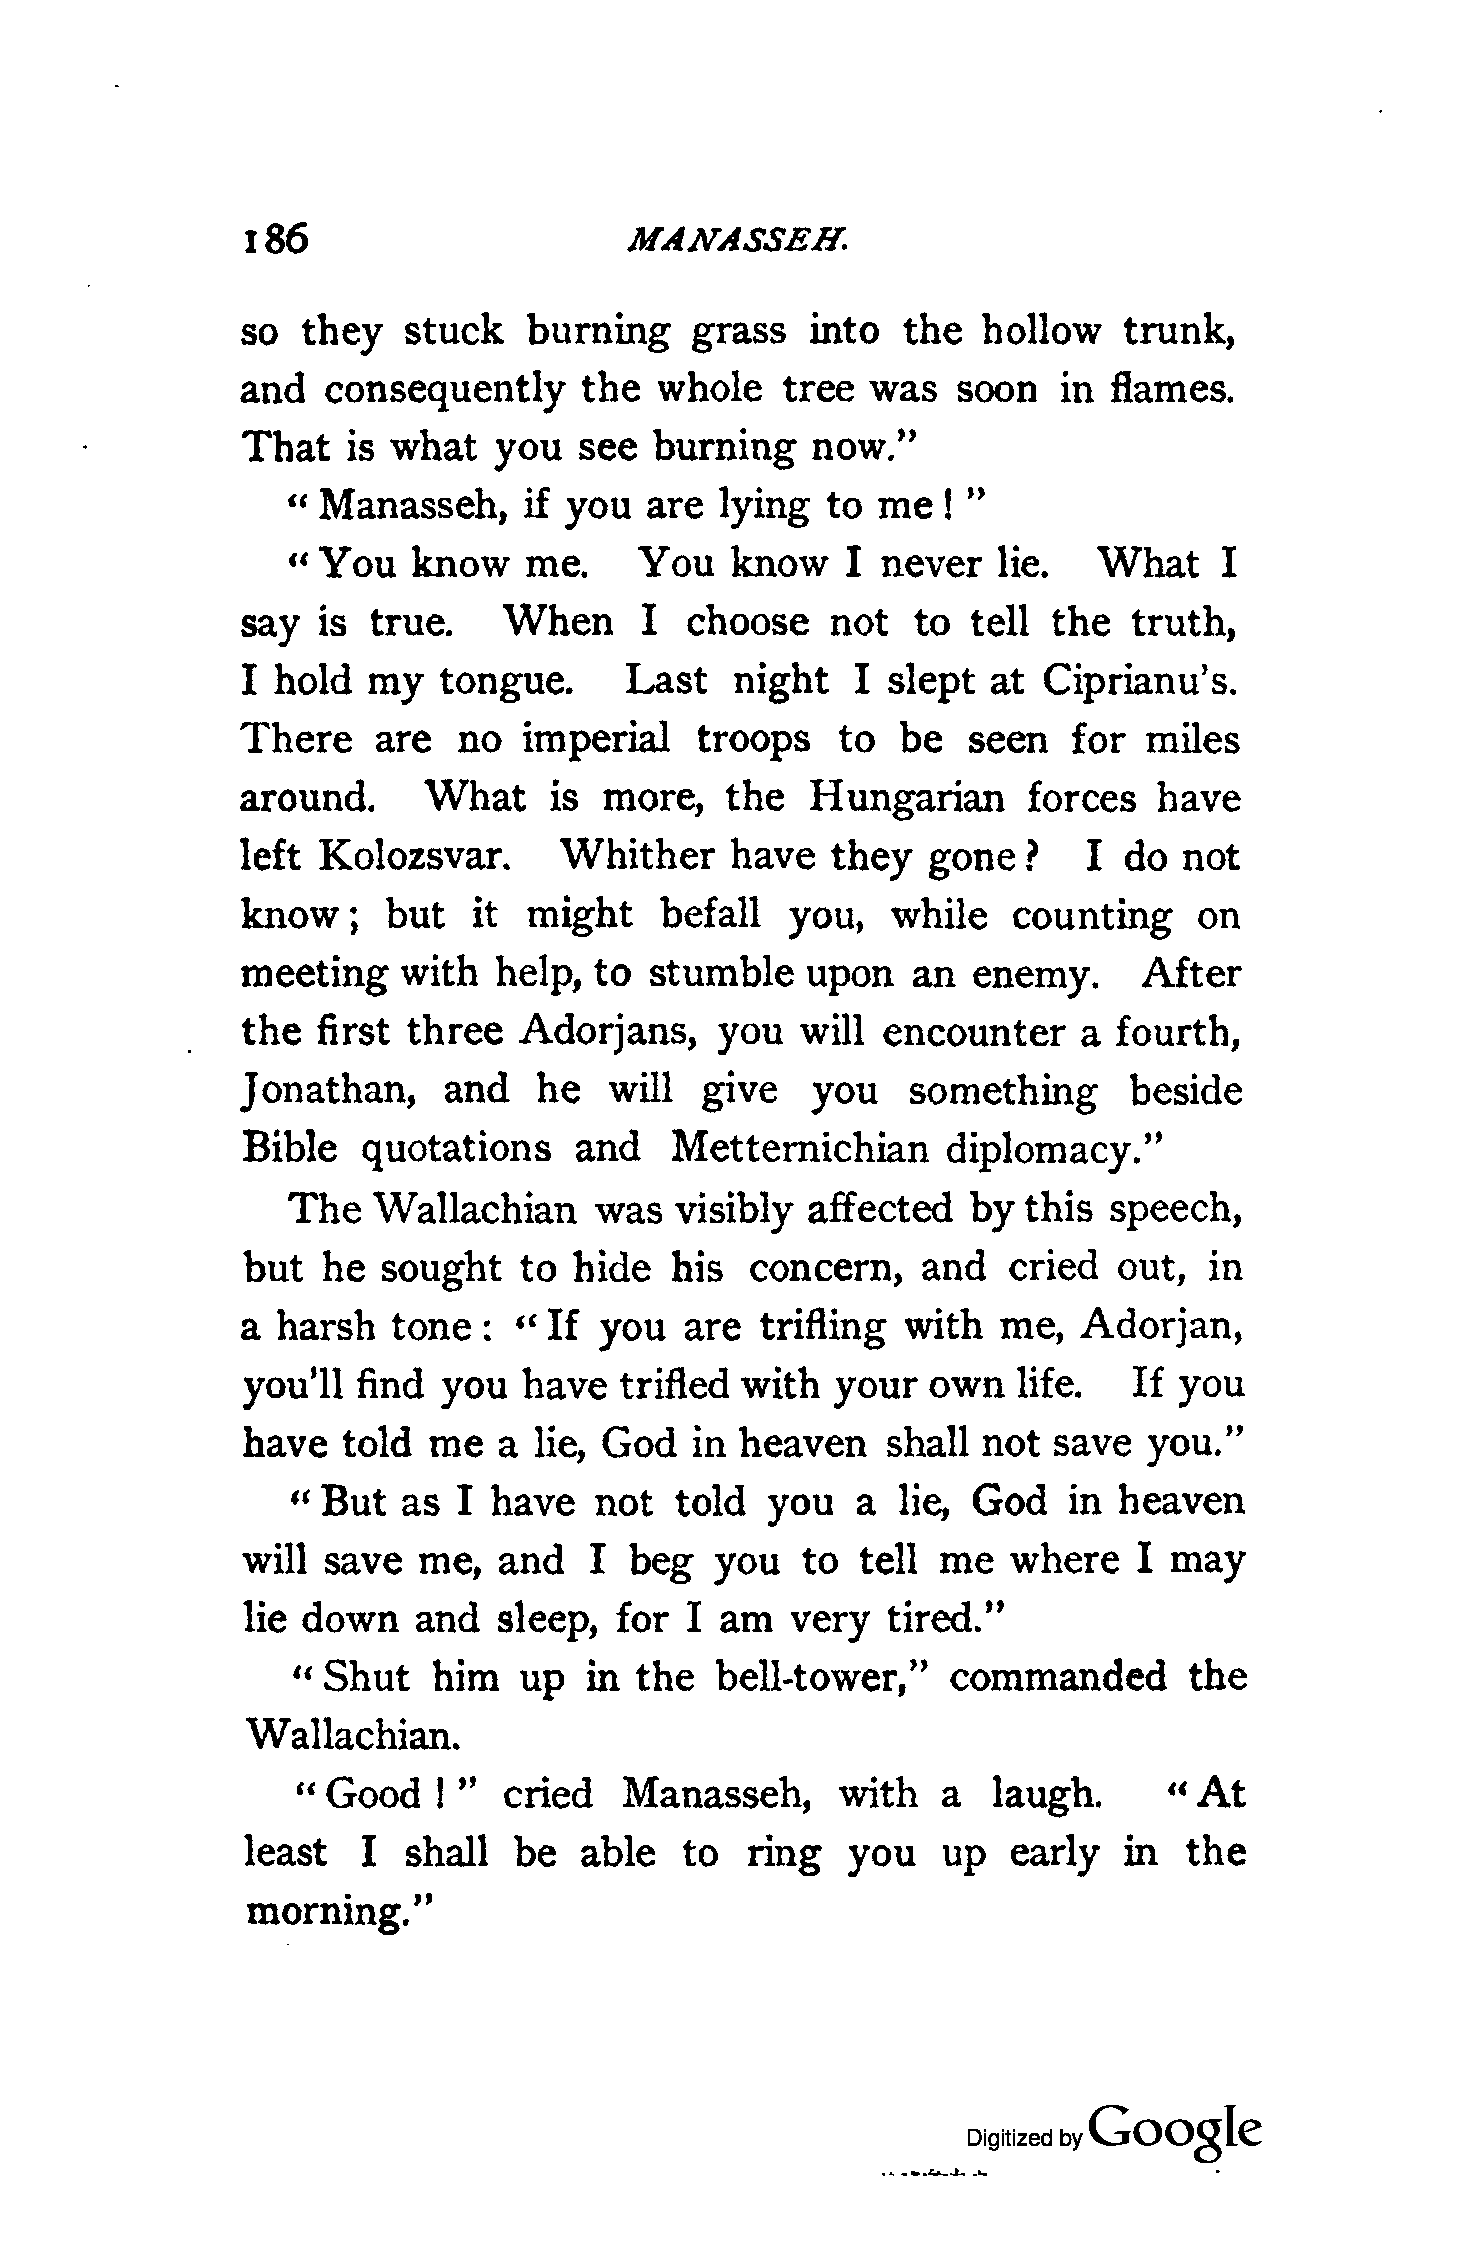 186 MANASSEH.
so they stuck burning grass into the hollow trunk,
and consequently the whole tree was soon in flames.
That is what you see burning now."
"Manasseh, if you are lying to me!"
"You know me. You know I never lie. What I
say is true. When I choose not to tell the truth,
I hold my tongue. Last night I slept at Ciprianu's.
There are no imperial troops to be seen for miles
around. What is more, the Hungarian forces have
left Kolozsvar. Whither have they gone? I do not
know; but it might befall you, while counting on
meeting with help, to stumble upon an enemy. After
the first three Adorjans, you will encounter a fourth,
Jonathan, and he will give you something beside
Bible quotations and Metternichian diplomacy."
The Wallachian was visibly affected by this speech,
but he sought to hide his concern, and cried out, in
a harsh tone: "If you are trifling with me, Adorjan,
you'll find you have trifled with your own life. If you
have told me a lie, God in heaven shall not save you."
"But as I have not told you a lie, God in heaven
will save me, and I beg you to tell me where I may
lie down and sleep, for I am very tired."
"Shut him up in the bell-tower," commanded the
Wallachian.
"Good!" cried Manasseh, with a laugh. "At
least I shall be able to ring you up early in the
morning."
Digitized by Google